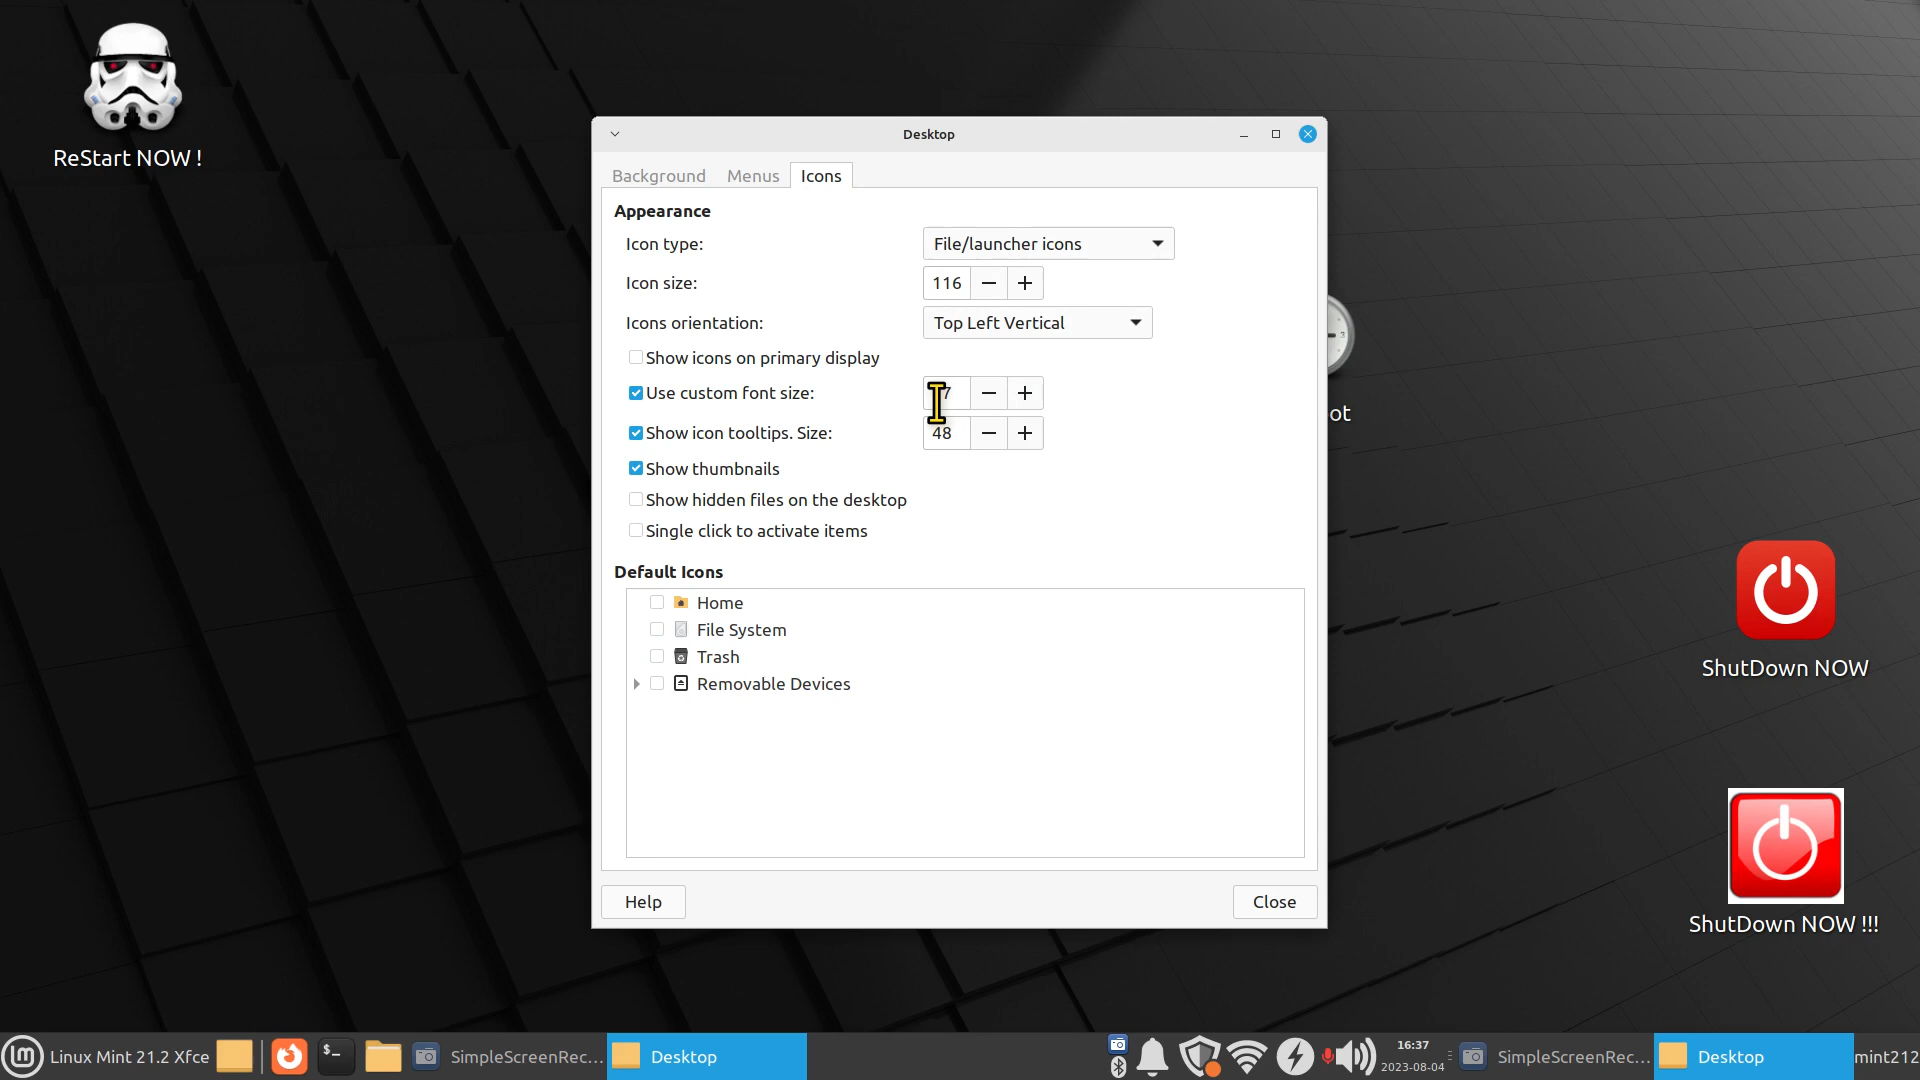 ReStart NOW !
Desktop
Background Menus Icons
Appearance
Icon type: File/launcher icons
Icon size: 116
Icons orientation: Top Left Vertical
Show icons on primary display
Use custom font size:
ot
Show icon tooltips. Size: 48
Show thumbnails
Show hidden files on the desktop
Single click to activate items
Default Icons
Home
File System
Trash
Removable Devices
ShutDown NOW
Help
Close
ShutDown NOW !!!
Linux Mint 21.2 Xfce
SimpleScreenRec...
Desktop
16:37
2023-08-04
SimpleScreenRec...
Desktop
mint212